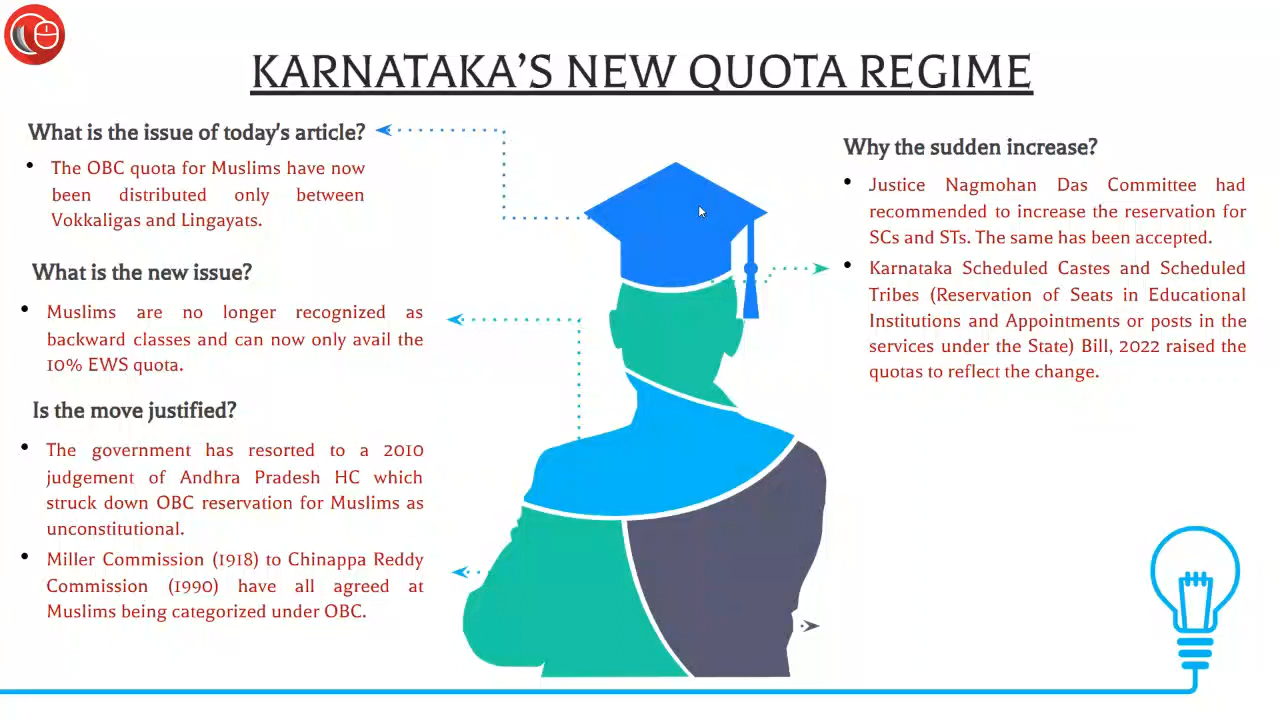 KARNATAKA'S NEW QUOTA REGIME
What is the issue of today's article?
• The OBC quota for Muslims have now
been distributed only between
Vokkaligas and Lingayats.
What is the new issue?
• Muslims are no longer recognized as
backward classes and can now only avail the
10% EWS quota.
Is the move justified?
• The government has resorted to a 2010
judgement of Andhra Pradesh HC which
struck down OBC reservation for Muslims as
unconstitutional.
• Miller Commission (1918) to Chinappa Reddy
Commission (1990) have all agreed at
Muslims being categorized under OBC.
Why the sudden increase?
• Justice Nagmohan Das Committee had
recommended to increase the reservation for
SCs and STs. The same has been accepted.
• Karnataka Scheduled Castes and Scheduled
Tribes (Reservation of Seats in Educational
Institutions and Appointments or posts in the
services under the State) Bill, 2022 raised the
quotas to reflect the change.